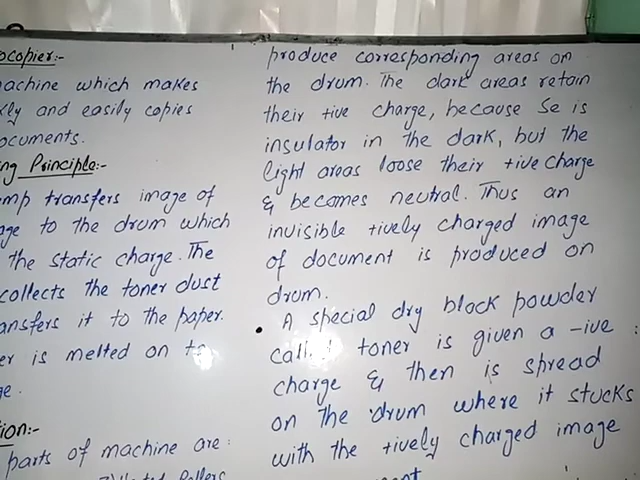 ocopier:-
achine which makes
kly and easily copies
ocuments.
ng Principle:-
mp transfers image of
ge to the drum which
the static charge. The
collects the toner dust
ansfers it to the paper.
er is melted on to
ge.
tion:-
parts of machine are:
Rollers
produce corresponding areas on
the drum. The dark areas retain
their +ive charge, because Se is
insulator in the dark, but the
light areas loose their +ive charge
& becomes neutral. Thus an
invisible +ively charged image
of document is produced on
drum.
• A special dry black powder
called toner is given a -ive
charge & then is spread
on the drum where it stucks
with the +ively charged image